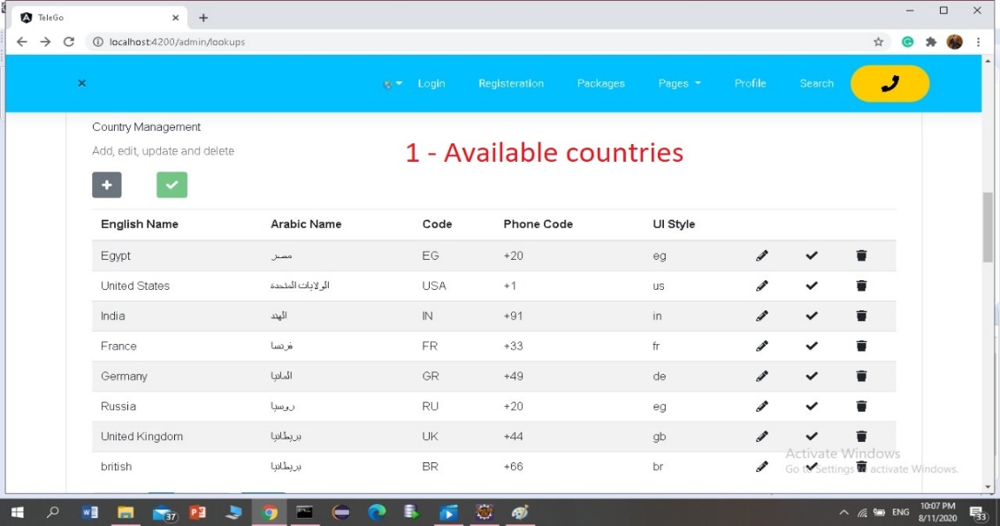 TeleGo
localhost:4200/admin/lookups
Login Registeration Packages Pages Profile Search
Country Management
Add, edit, update and delete
1 - Available countries
English Name Arabic Name Code Phone Code UI Style
Egypt مصر EG +20 eg
United States الولايات المتحدة USA +1 us
India الهند IN +91 in
France فرنسا FR +33 fr
Germany المانيا GR +49 de
Russia روسيا RU +20 eg
United Kingdom بريطانيا UK +44 gb
british بريطانيا BR +66 br
Activate Windows
Go to Settings to activate Windows.
37
ENG
10:07 PM
8/11/2020
33